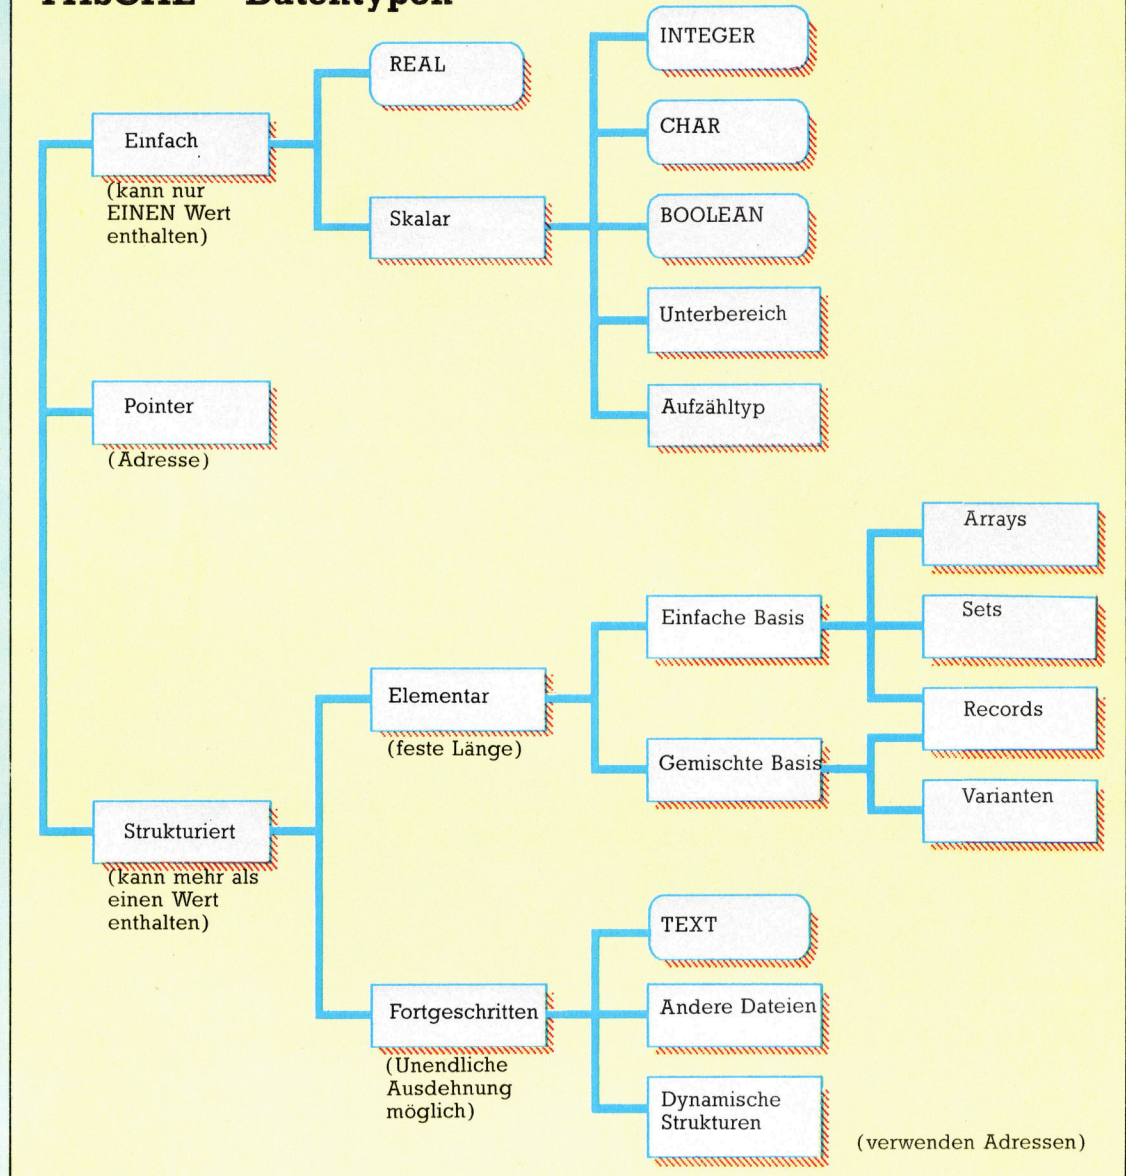 PASCAL – Datentypen
INTEGER
REAL
CHAR
Einfach
(kann nur
EINEN Wert
enthalten)
Skalar
BOOLEAN
Unterbereich
Pointer
(Adresse)
Aufzähltyp
Arrays
Sets
Einfache Basis
Elementar
(feste Länge)
Records
Gemischte Basis
Varianten
Strukturiert
(kann mehr als
einen Wert
enthalten)
TEXT
Fortgeschritten
(Unendliche
Ausdehnung
möglich)
Andere Dateien
Dynamische
Strukturen
(verwenden Adressen)